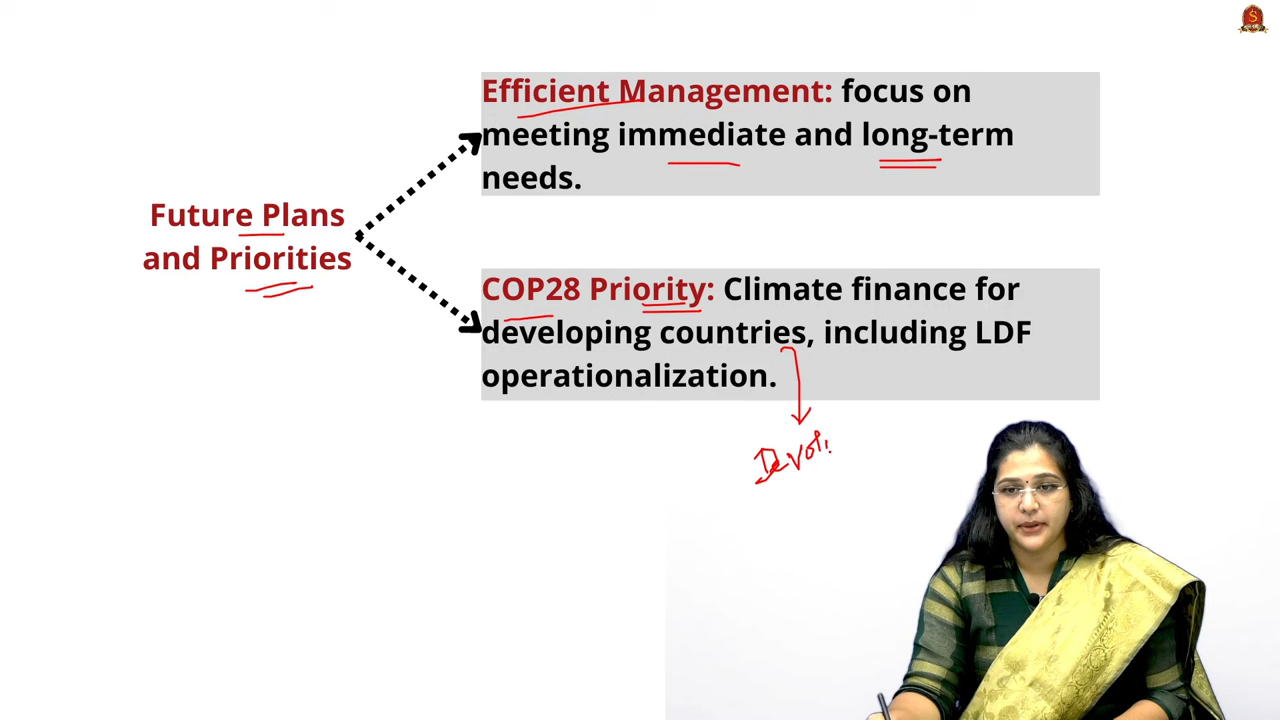 Efficient Management: focus on
meeting immediate and long-term
needs.
Future Plans
and Priorities
COP28 Priority: Climate finance for
developing countries, including LDF
operationalization.